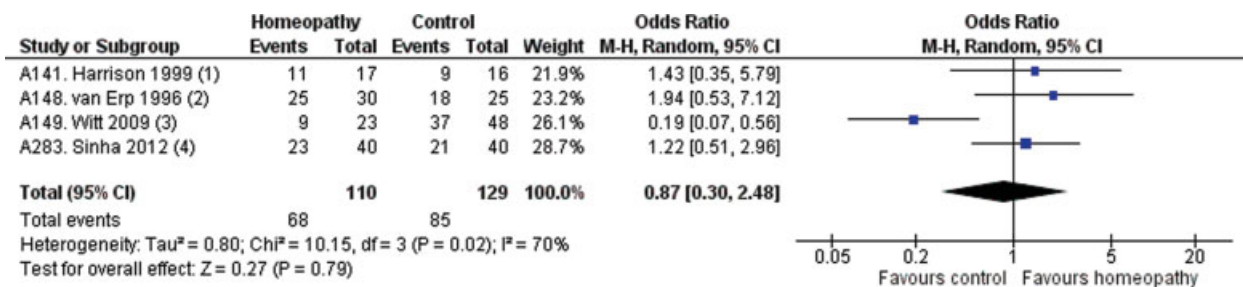 Homeopathy Control Odds Ratio Odds Ratio
Study or Subgroup Events Total Events Total Weight M-H, Random, 95% CI M-H, Random, 95% CI
A141. Harrison 1999 (1) 11 17 9 16 21.9% 1.43 [0.35, 5.79]
A148. van Erp 1996 (2) 25 30 18 25 23.2% 1.94 [0.53, 7.12]
A149. Witt 2009 (3) 9 23 37 48 26.1% 0.19 [0.07, 0.56]
A283. Sinha 2012 (4) 23 40 21 40 28.7% 1.22 [0.51, 2.96]
Total (95% CI) 110 129 100.0% 0.87 [0.30, 2.48]
Total events 68 85
Heterogeneity: Tau² = 0.80; Chi² = 10.15, df = 3 (P = 0.02); I² = 70%
Test for overall effect: Z = 0.27 (P = 0.79)
0.05 0.2 1 5 20
Favours control Favours homeopathy